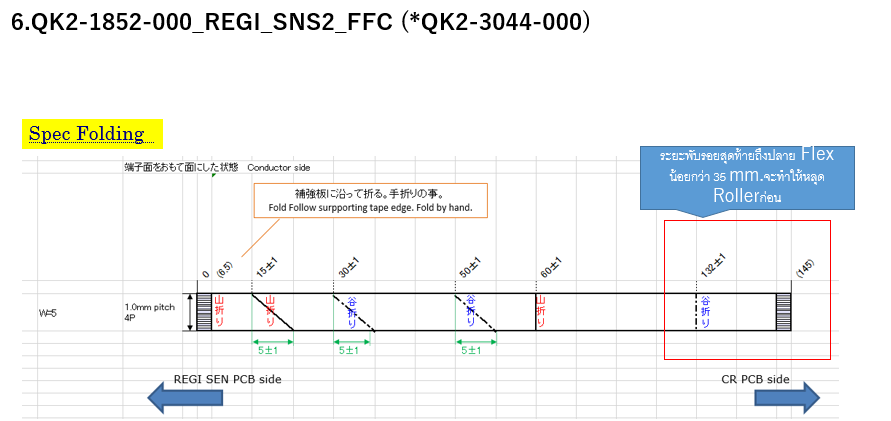 6.QK2-1852-000_REGI_SNS2_FFC (*QK2-3044-000)
Spec Folding
端子面をおもて面にした状態 Conductor side
ระยะพับรอยสุดท้ายถึงปลาย Flex
น้อยกว่า 35 mm.จะทำให้หลุด
Rollerก่อน
補強板に沿って折る。手折りの事。
Fold Follow surpporting tape edge. Fold by hand.
0
(6.5)
15±1
30±1
50±1
60±1
132±1
(145)
W=5
1.0mm pitch
4P
山折り
山折り
谷折り
谷折り
山折り
谷折り
5±1
5±1
5±1
REGI SEN PCB side
CR PCB side